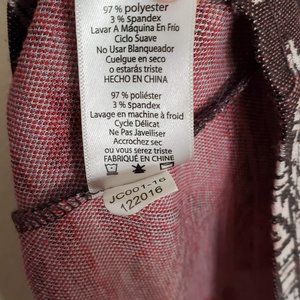 97 % polyester
3 % Spandex
Lavar A Máquina En Frío
Ciclo Suave
No Usar Blanqueador
Cuelgue en seco
o estarás triste
HECHO EN CHINA
97 % poliéster
3 % Spandex
Lavage en machine à froid
Cycle Délicat
Ne Pas Javelliser
Accrochez sec
ou vous serez triste
FABRIQUÉ EN CHINE
JC001-16
122016